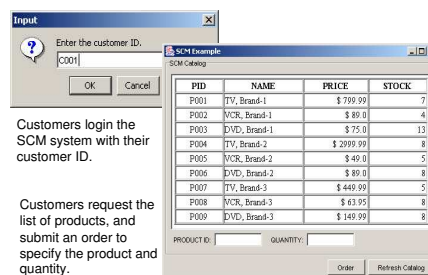 Input
Enter the customer ID.
C001
OK Cancel
Customers login the
SCM system with their
customer ID.
Customers request the
list of products, and
submit an order to
specify the product and
quantity.
SCM Example
SCM Catalog
PID NAME PRICE STOCK
P001 TV, Brand-1 $ 799.99 7
P002 VCR, Brand-1 $ 89.0 4
P003 DVD, Brand-1 $ 75.0 13
P004 TV, Brand-2 $ 2999.99 8
P005 VCR, Brand-2 $ 49.0 5
P006 DVD, Brand-2 $ 89.0 8
P007 TV, Brand-3 $ 449.99 5
P008 VCR, Brand-3 $ 63.95 8
P009 DVD, Brand-3 $ 149.99 8
PRODUCT ID: QUANTITY:
Order Refresh Catalog